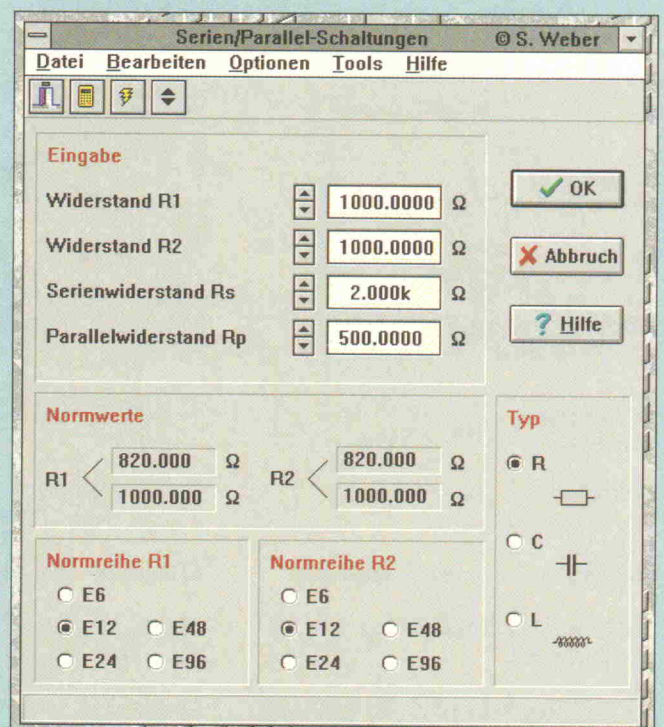 Serien/Parallel-Schaltungen © S. Weber
Datei Bearbeiten Optionen Tools Hilfe
Eingabe
Widerstand R1 1000.0000 Ω
Widerstand R2 1000.0000 Ω
Serienwiderstand Rs 2.000k Ω
Parallelwiderstand Rp 500.0000 Ω
OK
Abbruch
? Hilfe
Normwerte
R1 820.000 Ω
1000.000 Ω
R2 820.000 Ω
1000.000 Ω
Typ
R
C
L
Normreihe R1
E6
E12 E48
E24 E96
Normreihe R2
E6
E12 E48
E24 E96